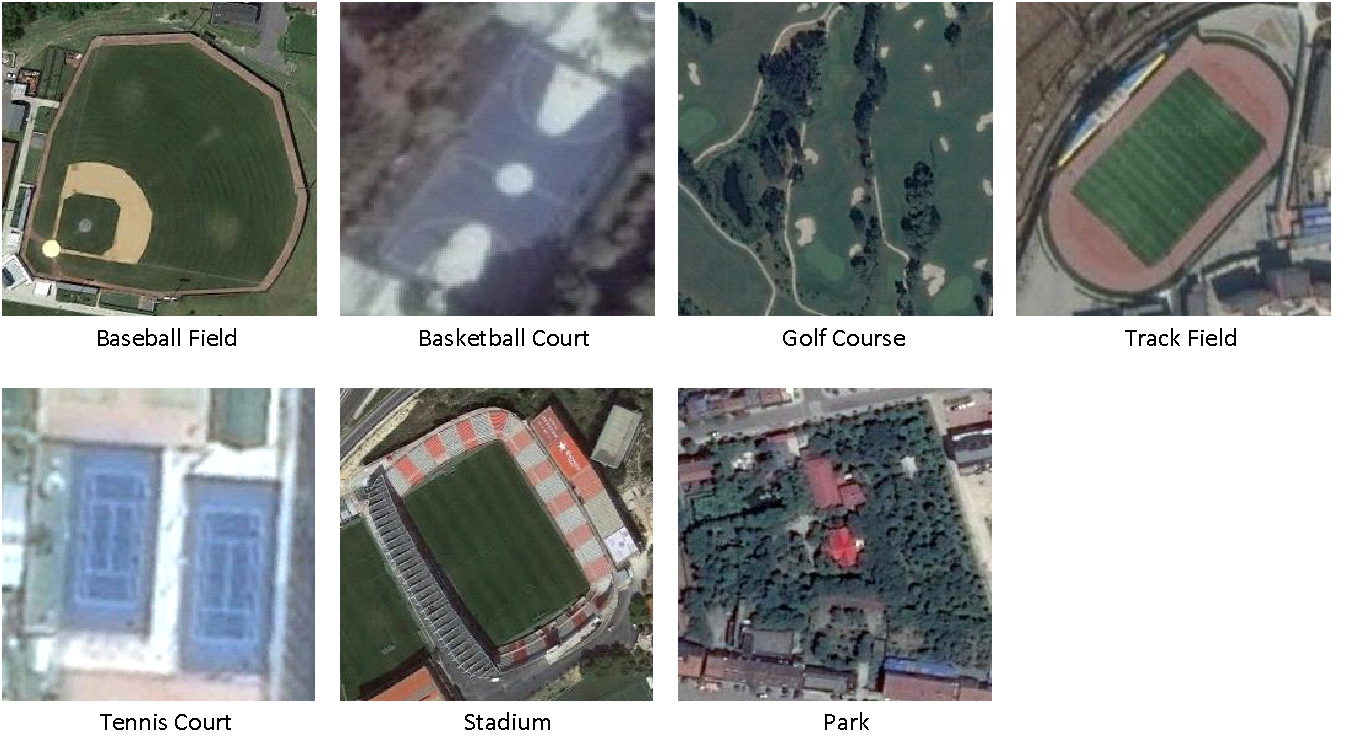 Baseball Field
Basketball Court
Golf Course
Track Field
Tennis Court
Stadium
Park